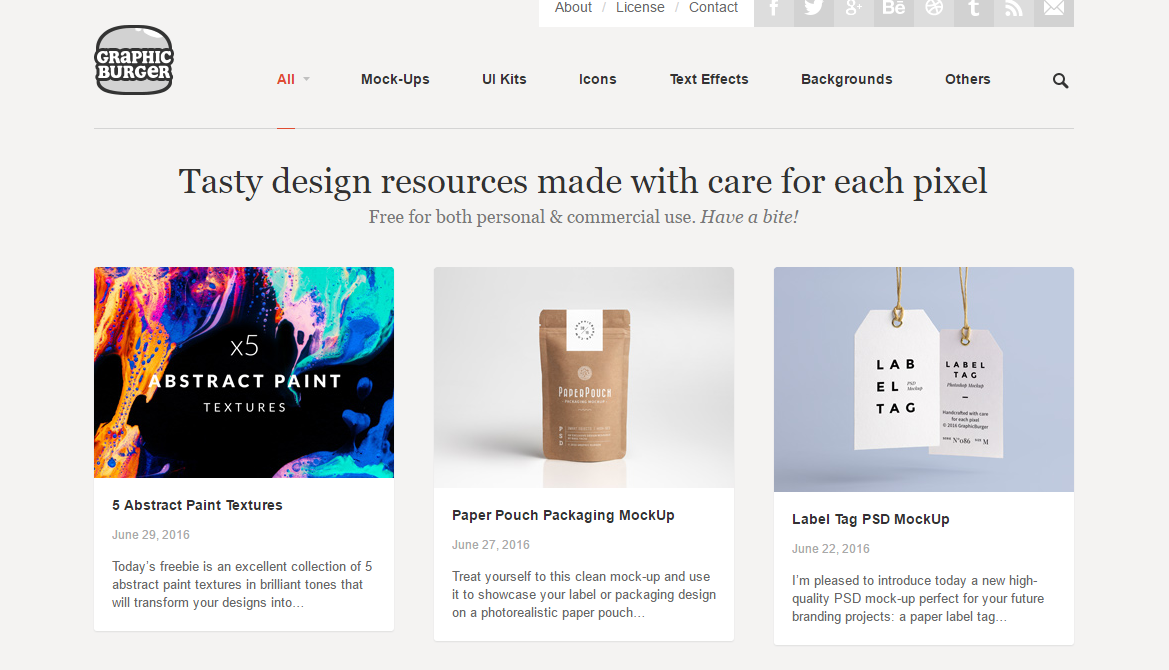 About / License / Contact
GRAPHIC
BURGER
All
Mock-Ups
UI Kits
Icons
Text Effects
Backgrounds
Others
Tasty design resources made with care for each pixel
Free for both personal & commercial use. Have a bite!
x5
ABSTRACT PAINT
TEXTURES
5 Abstract Paint Textures
June 29, 2016
Today’s freebie is an excellent collection of 5
abstract paint textures in brilliant tones that
will transform your designs into…
PaperPouch
PACKAGING MOCKUP
PSD
Paper Pouch Packaging MockUp
June 27, 2016
Treat yourself to this clean mock-up and use
it to showcase your label or packaging design
on a photorealistic paper pouch…
LAB
EL
TAG
PSD
Mockup
LABEL
TAG
Photoshop Mockup
Handcrafted with care
for each pixel
© 2016 GraphicBurger
N°086
M
Label Tag PSD MockUp
June 22, 2016
I’m pleased to introduce today a new high-
quality PSD mock-up perfect for your future
branding projects: a paper label tag…